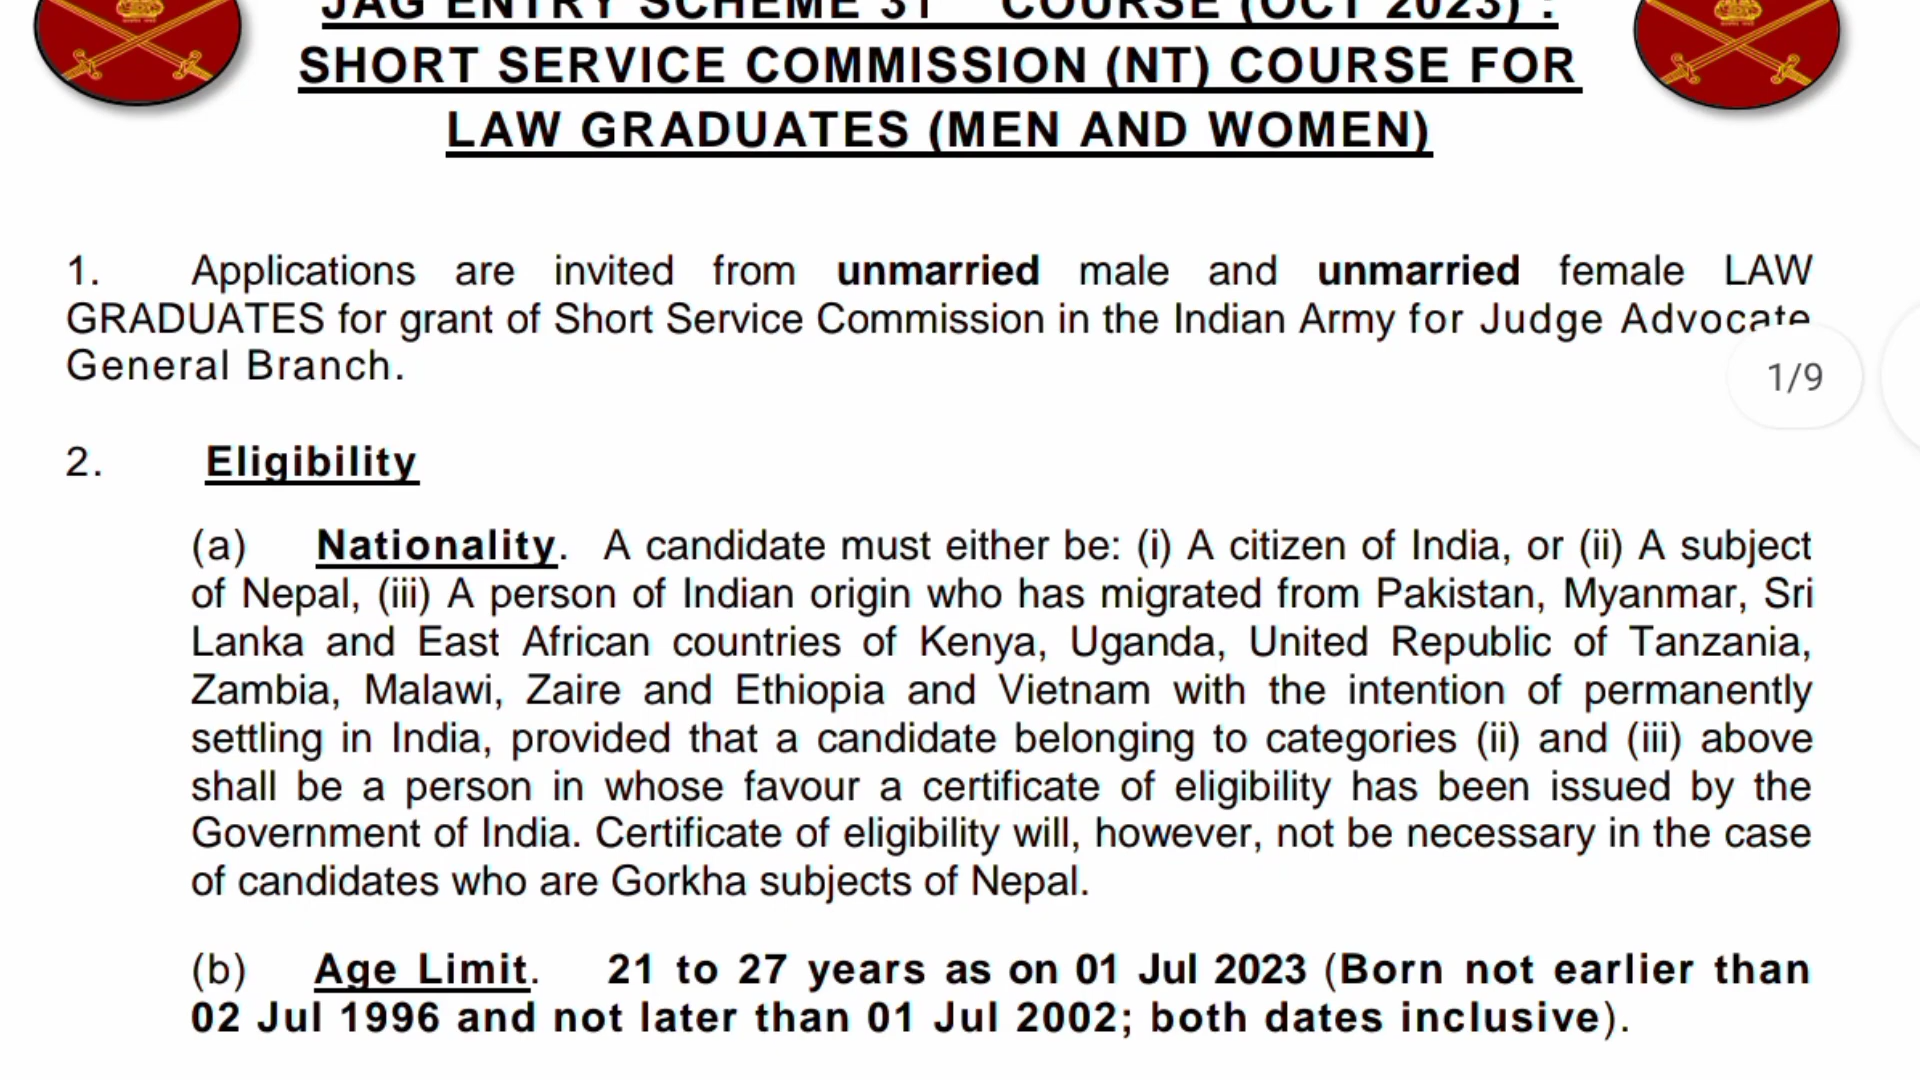 JAG ENTRY SCHEME 31 COURSE (OCT 2023) :
SHORT SERVICE COMMISSION (NT) COURSE FOR
LAW GRADUATES (MEN AND WOMEN)
1. Applications are invited from unmarried male and unmarried female LAW
GRADUATES for grant of Short Service Commission in the Indian Army for Judge Advocate
General Branch.
1/9
2. Eligibility
(a) Nationality. A candidate must either be: (i) A citizen of India, or (ii) A subject
of Nepal, (iii) A person of Indian origin who has migrated from Pakistan, Myanmar, Sri
Lanka and East African countries of Kenya, Uganda, United Republic of Tanzania,
Zambia, Malawi, Zaire and Ethiopia and Vietnam with the intention of permanently
settling in India, provided that a candidate belonging to categories (ii) and (iii) above
shall be a person in whose favour a certificate of eligibility has been issued by the
Government of India. Certificate of eligibility will, however, not be necessary in the case
of candidates who are Gorkha subjects of Nepal.
(b) Age Limit. 21 to 27 years as on 01 Jul 2023 (Born not earlier than
02 Jul 1996 and not later than 01 Jul 2002; both dates inclusive).